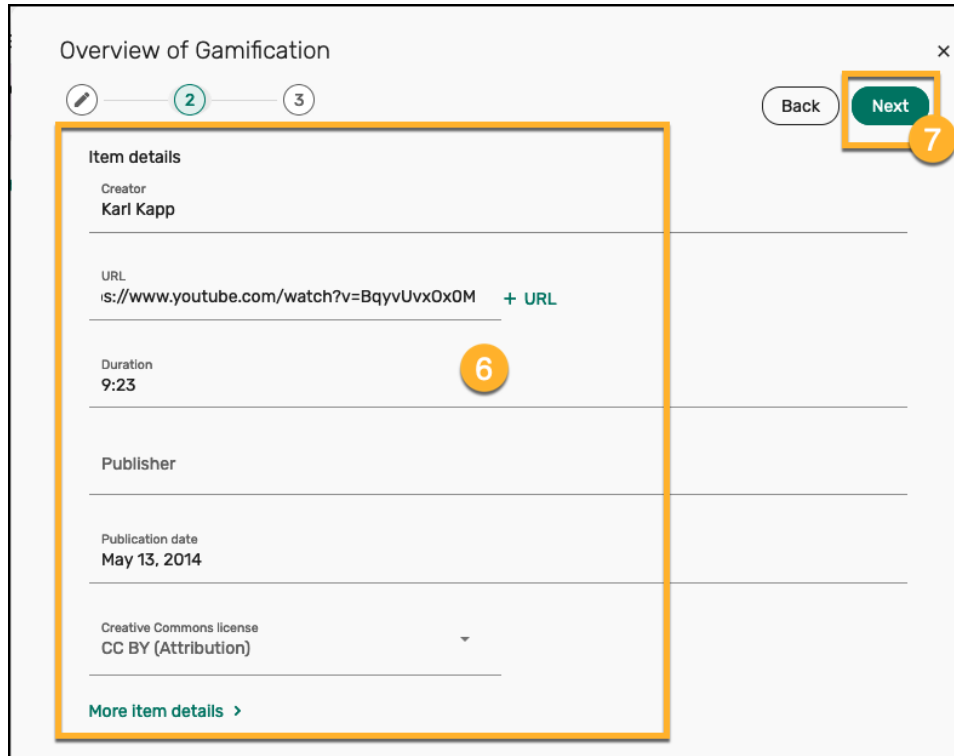 Overview of Gamification
2 3
Back Next
7
Item details
Creator
Karl Kapp
URL
s://www.youtube.com/watch?v=BqyvUvxOx0M + URL
Duration
9:23
6
Publisher
Publication date
May 13, 2014
Creative Commons license
CC BY (Attribution)
More item details